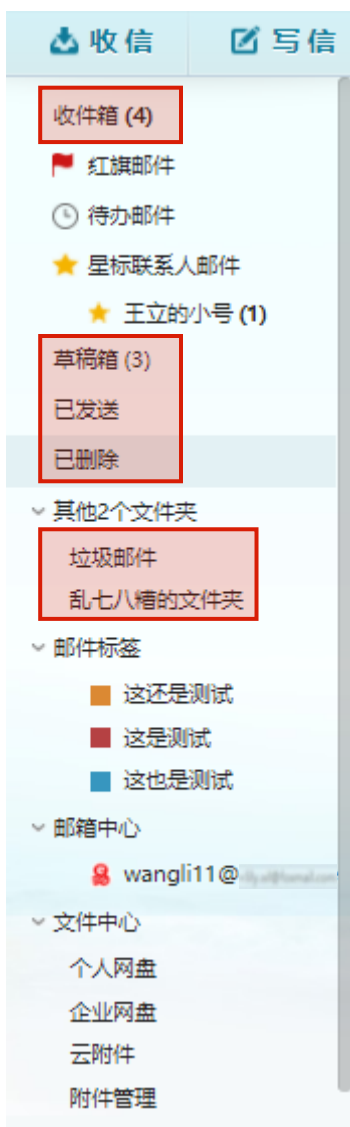 收信 写信
收件箱 (4)
红旗邮件
待办邮件
星标联系人邮件
王立的小号 (1)
草稿箱 (3)
已发送
已删除
其他2个文件夹
垃圾邮件
乱七八糟的文件夹
邮件标签
这还是测试
这是测试
这也是测试
邮箱中心
wangli11@
文件中心
个人网盘
企业网盘
云附件
附件管理